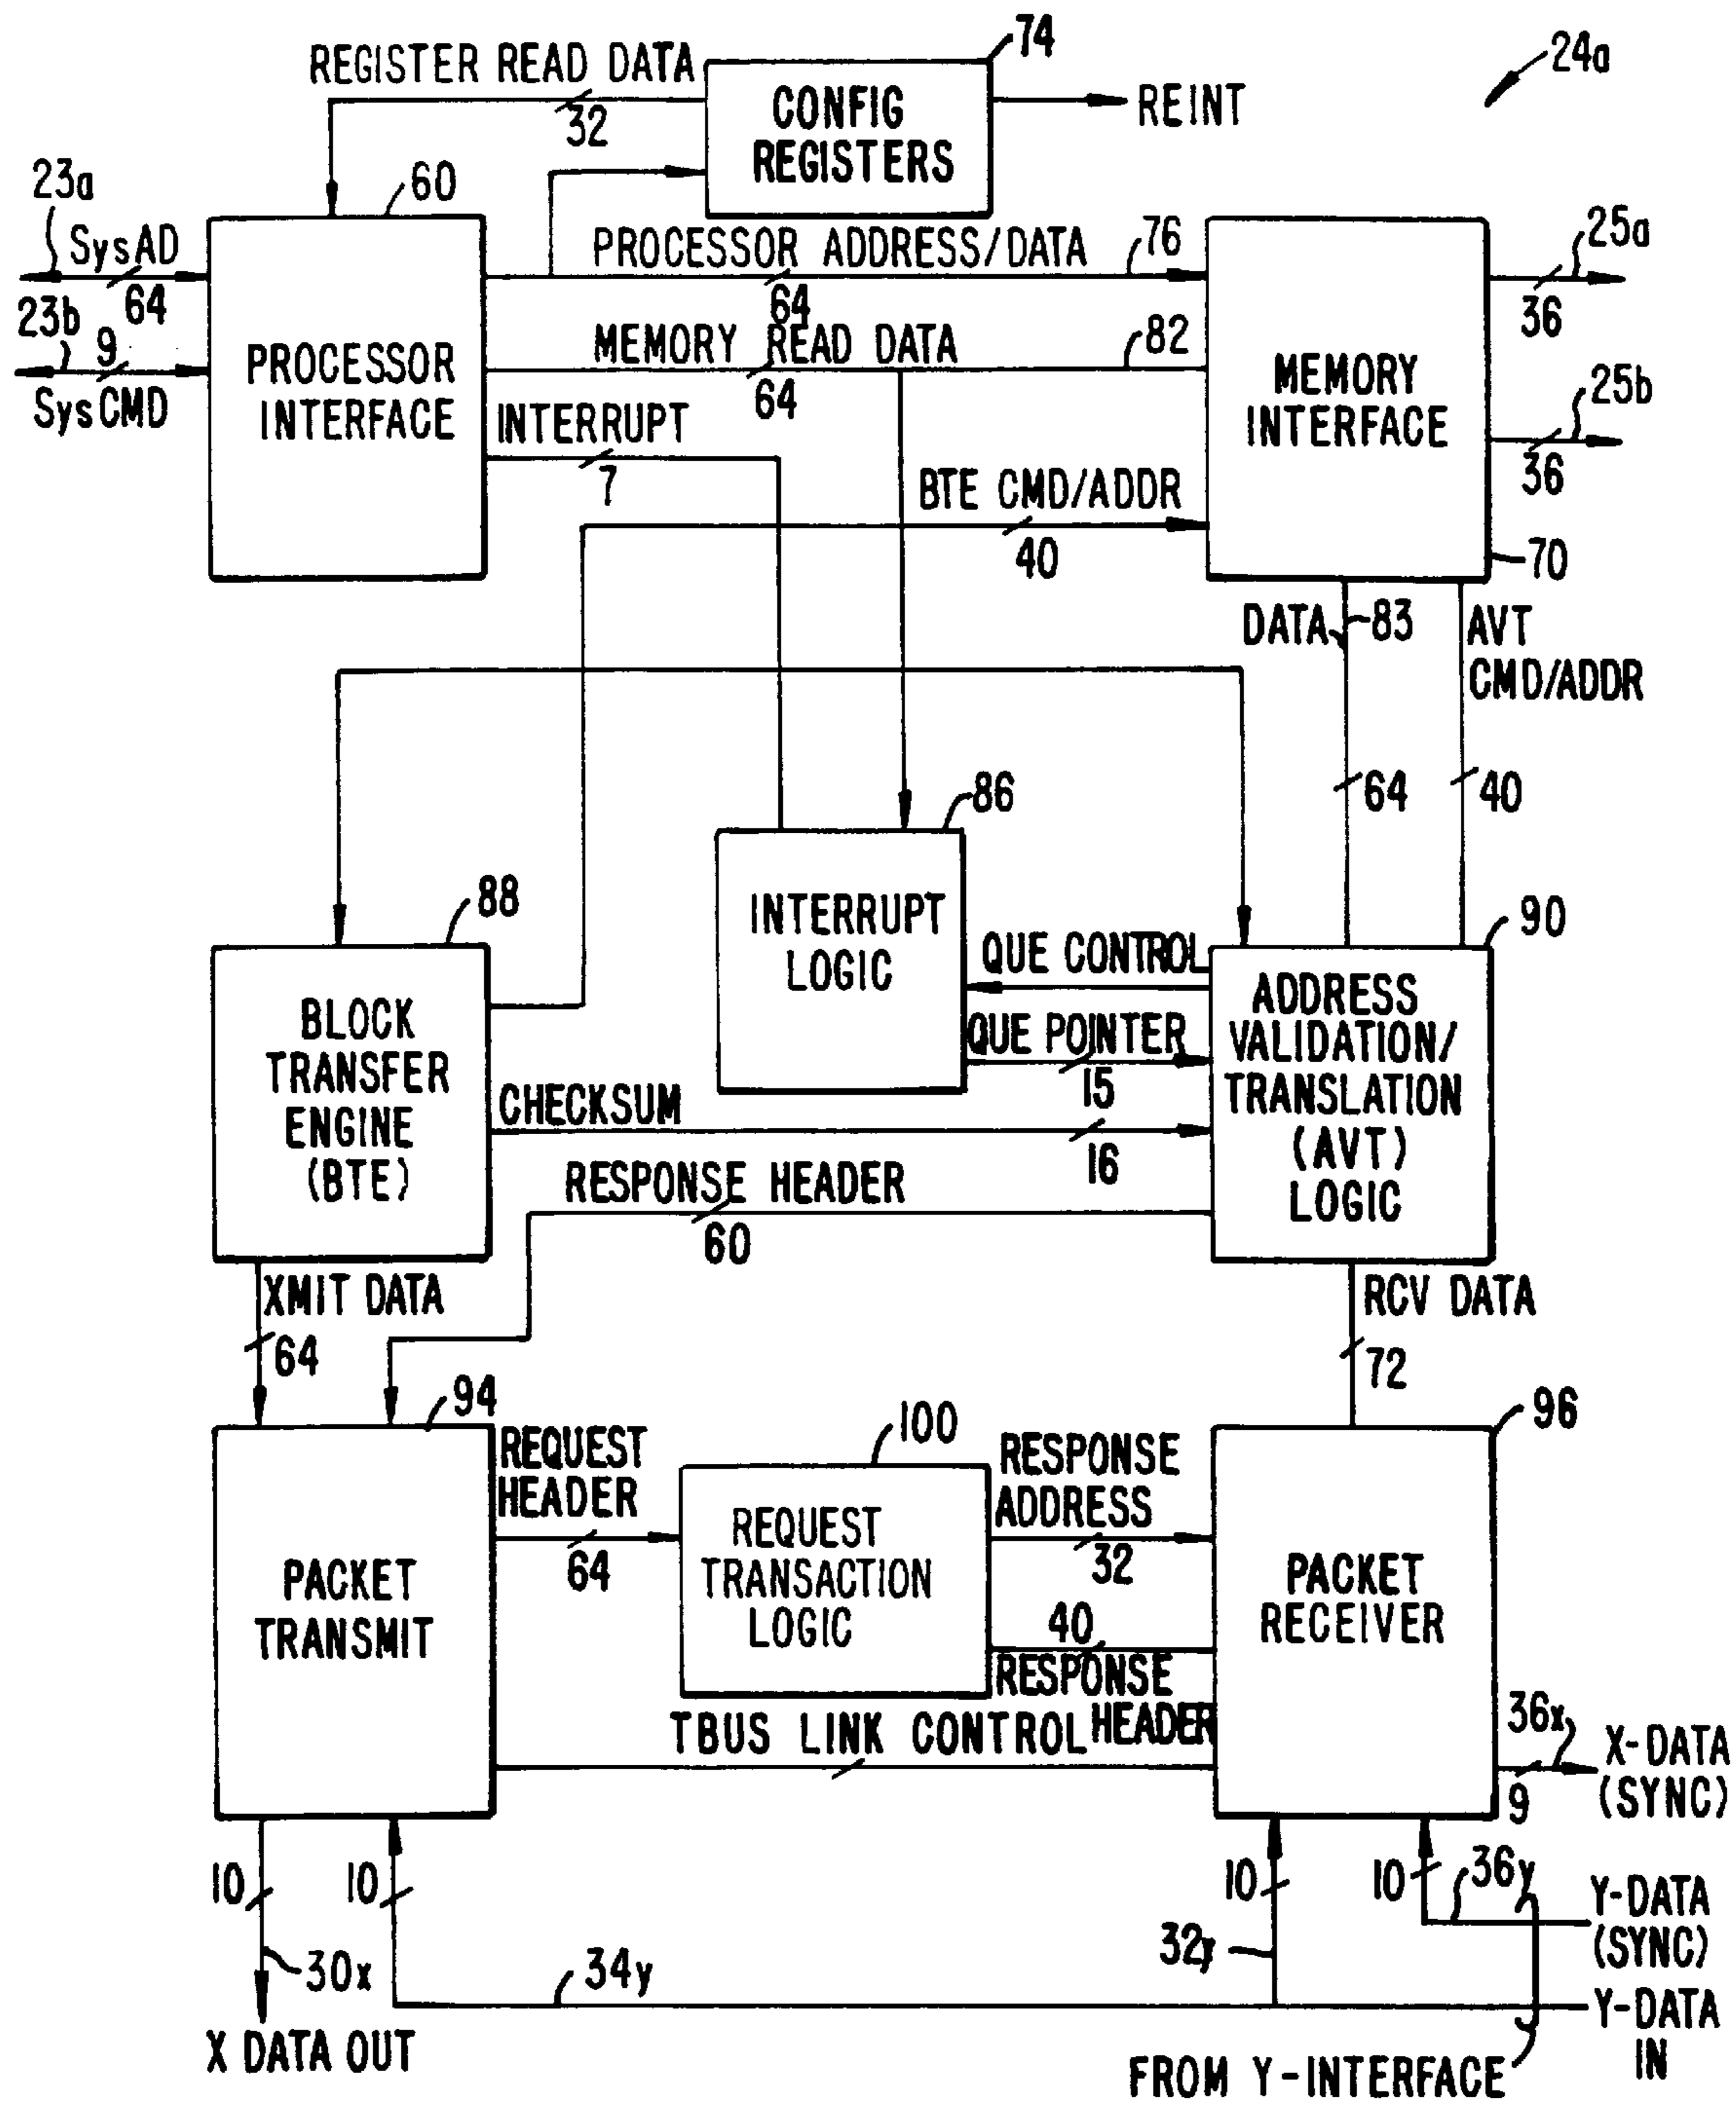 74
24a
REGISTER READ DATA
32
CONFIG
REGISTERS
REINT
23a
60
SysAD
64
PROCESSOR ADDRESS/DATA
76
64
25a
36
23b
9
SysCMD
PROCESSOR
INTERFACE
MEMORY READ DATA
82
64
MEMORY
INTERFACE
25b
36
INTERRUPT
7
BTE CMD/ADDR
40
70
DATA
83
AVT
CMD/ADDR
64
40
86
88
90
INTERRUPT
LOGIC
QUE CONTROL
QUE POINTER
15
BLOCK
TRANSFER
ENGINE
(BTE)
ADDRESS
VALIDATION/
TRANSLATION
(AVT)
LOGIC
CHECKSUM
16
RESPONSE HEADER
60
XMIT DATA
64
RCV DATA
72
94
100
96
REQUEST
HEADER
64
RESPONSE
ADDRESS
32
REQUEST
TRANSACTION
LOGIC
PACKET
TRANSMIT
PACKET
RECEIVER
40
RESPONSE
HEADER
TBUS LINK CONTROL
36x
9
X-DATA
(SYNC)
10
10
10
10
36y
Y-DATA
(SYNC)
30x
34y
32y
Y-DATA
IN
X DATA OUT
FROM Y-INTERFACE